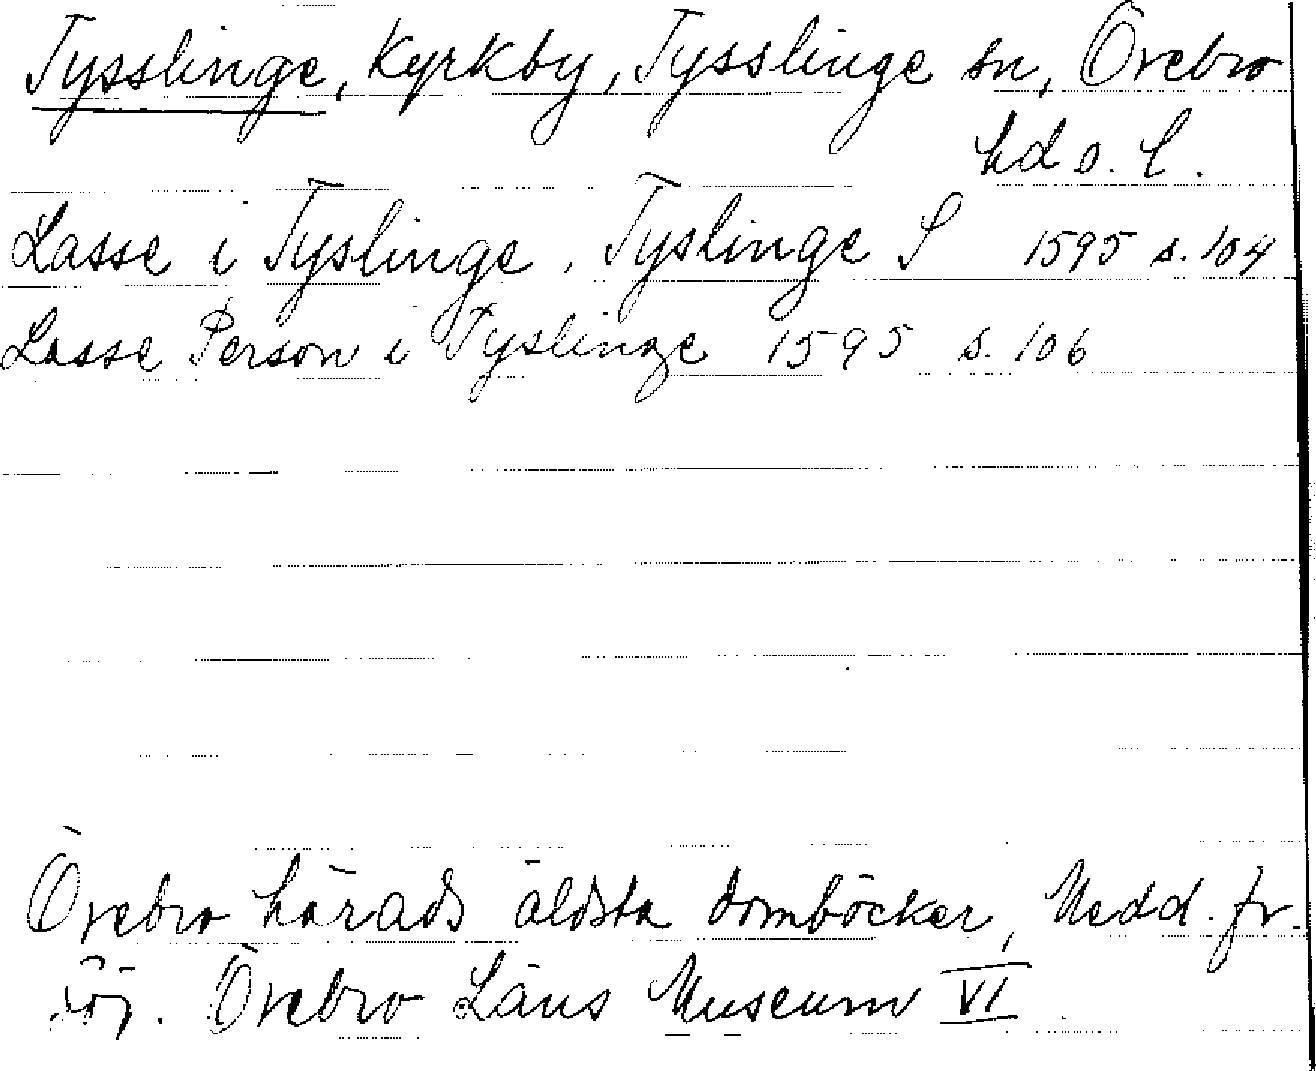 Tysslinge, Kyrkby, Tysslinge sn, Örebro
hd o. l.
Lasse i Tyslinge, Tyslinge S 1595 s. 104
Lasse Person i Tyslinge 1595 s. 106
Örebro härads äldsta domböcker, Medd. fr.
för. Örebro Läns Museum VI